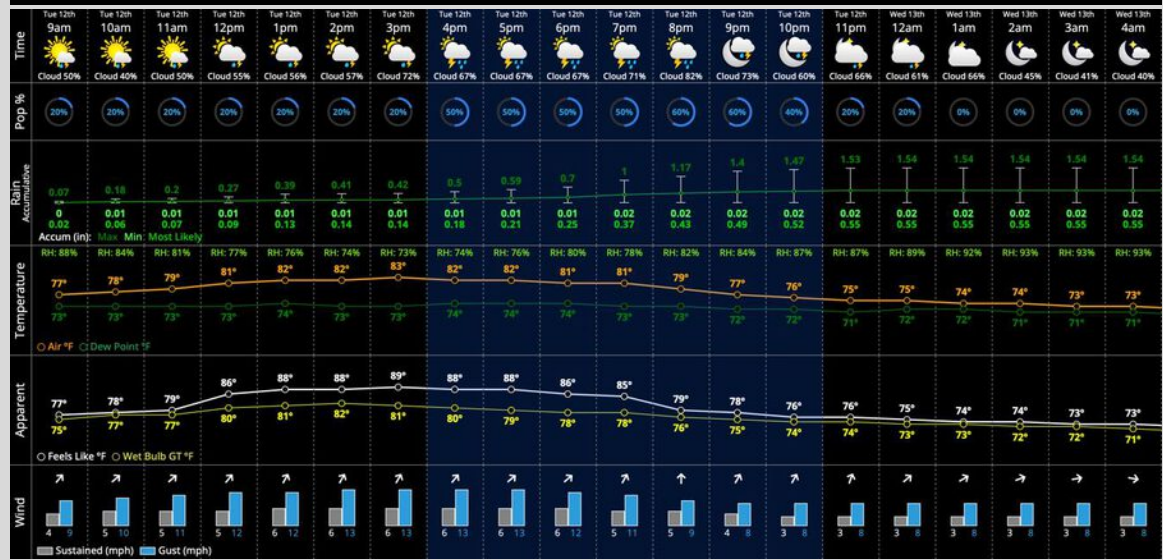 Tue 12th Tue 12th Tue 12th Tue 12th Tue 12th Tue 12th Tue 12th Tue 12th Tue 12th Tue 12th Tue 12th Tue 12th Tue 12th Tue 12th Tue 12th Wed 13th Wed 13th Wed 13th Wed 13th Wed 13th
Time 9am 10am 11am 12pm 1pm 2pm 3pm 4pm 5pm 6pm 7pm 8pm 9pm 10pm 11pm 12am 1am 2am 3am 4am
Cloud 50% Cloud 40% Cloud 50% Cloud 55% Cloud 56% Cloud 57% Cloud 72% Cloud 67% Cloud 67% Cloud 67% Cloud 71% Cloud 82% Cloud 73% Cloud 60% Cloud 66% Cloud 61% Cloud 66% Cloud 45% Cloud 41% Cloud 40%
Pop % 20% 20% 20% 20% 20% 20% 20% 50% 50% 50% 50% 60% 60% 40% 20% 20% 0% 0% 0% 0%
Rain Accumulative
0.07 0.18 0.2 0.27 0.39 0.41 0.42 0.5 0.59 0.7 1 1.17 1.4 1.47 1.53 1.54 1.54 1.54 1.54 1.54
0 0.01 0.01 0.01 0.01 0.01 0.01 0.01 0.01 0.01 0.02 0.02 0.02 0.02 0.02 0.02 0.02 0.02 0.02 0.02
0.02 0.06 0.07 0.09 0.13 0.14 0.14 0.18 0.21 0.25 0.37 0.43 0.49 0.52 0.55 0.55 0.55 0.55 0.55 0.55
Accum (in): Max Min Most Likely
RH: 88% RH: 84% RH: 81% RH: 77% RH: 76% RH: 74% RH: 73% RH: 74% RH: 76% RH: 80% RH: 78% RH: 82% RH: 84% RH: 87% RH: 87% RH: 89% RH: 92% RH: 93% RH: 93% RH: 93%
Temperature
77° 78° 79° 81° 82° 82° 83° 82° 82° 81° 81° 79° 77° 76° 75° 75° 74° 74° 73° 73°
73° 73° 73° 73° 74° 73° 73° 74° 74° 74° 73° 73° 72° 72° 71° 72° 72° 71° 71° 71°
Air °F Dew Point °F
Apparent
77° 78° 79° 86° 88° 88° 89° 88° 88° 86° 85° 79° 78° 76° 76° 75° 74° 74° 73° 73°
75° 77° 77° 80° 81° 82° 81° 80° 79° 78° 78° 76° 75° 74° 74° 73° 73° 72° 72° 71°
Feels Like °F Wet Bulb GT °F
Wind
4 9 5 10 5 11 5 12 6 12 6 13 6 13 6 13 6 13 6 12 5 11 5 9 4 8 3 8 3 8 3 8 3 8 3 8 3 8 3 8
Sustained (mph) Gust (mph)